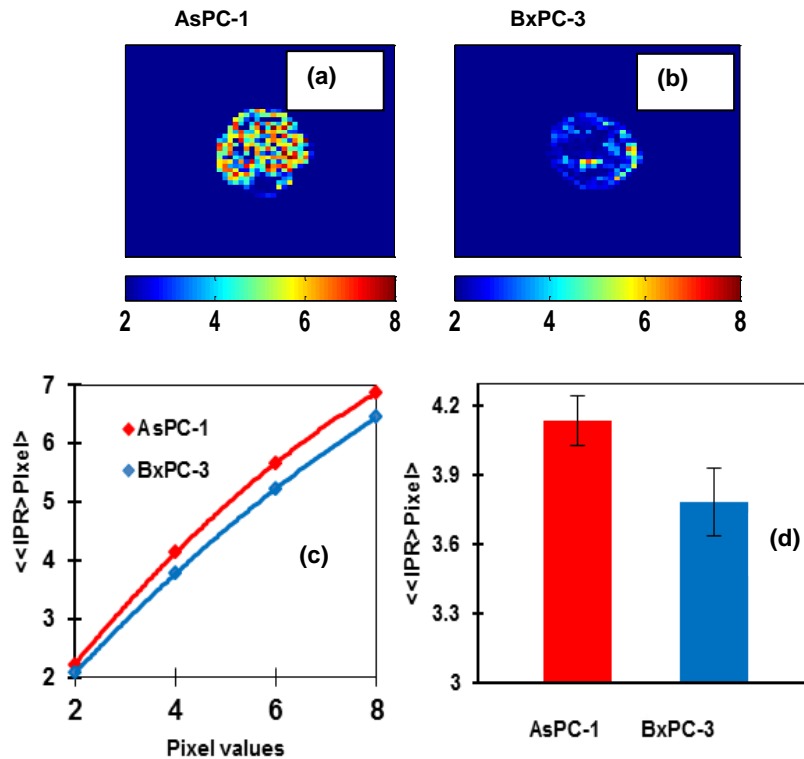 AsPC-1
BxPC-3
(a)
(b)
2 4 6 8
2 4 6 8
<<IPR>Pixel>
7
6
5
4
3
2
AsPC-1
BxPC-3
(c)
2 4 6 8
Pixel values
<<IPR>Pixel>
4.2
3.9
3.6
3.3
3
(d)
AsPC-1 BxPC-3